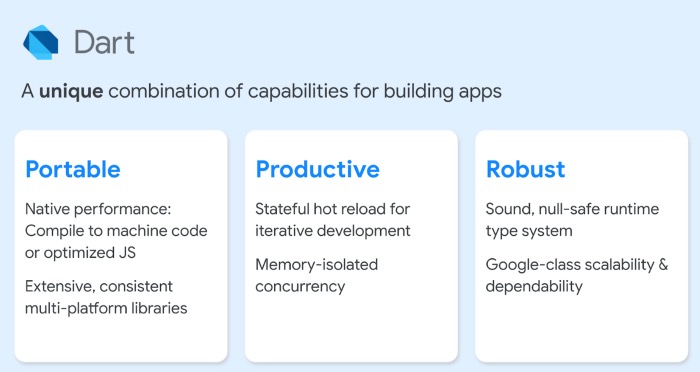 Dart
A unique combination of capabilities for building apps
Portable
Native performance:
Compile to machine code
or optimized JS
Extensive, consistent
multi-platform libraries
Productive
Stateful hot reload for
iterative development
Memory-isolated
concurrency
Robust
Sound, null-safe runtime
type system
Google-class scalability &
dependability